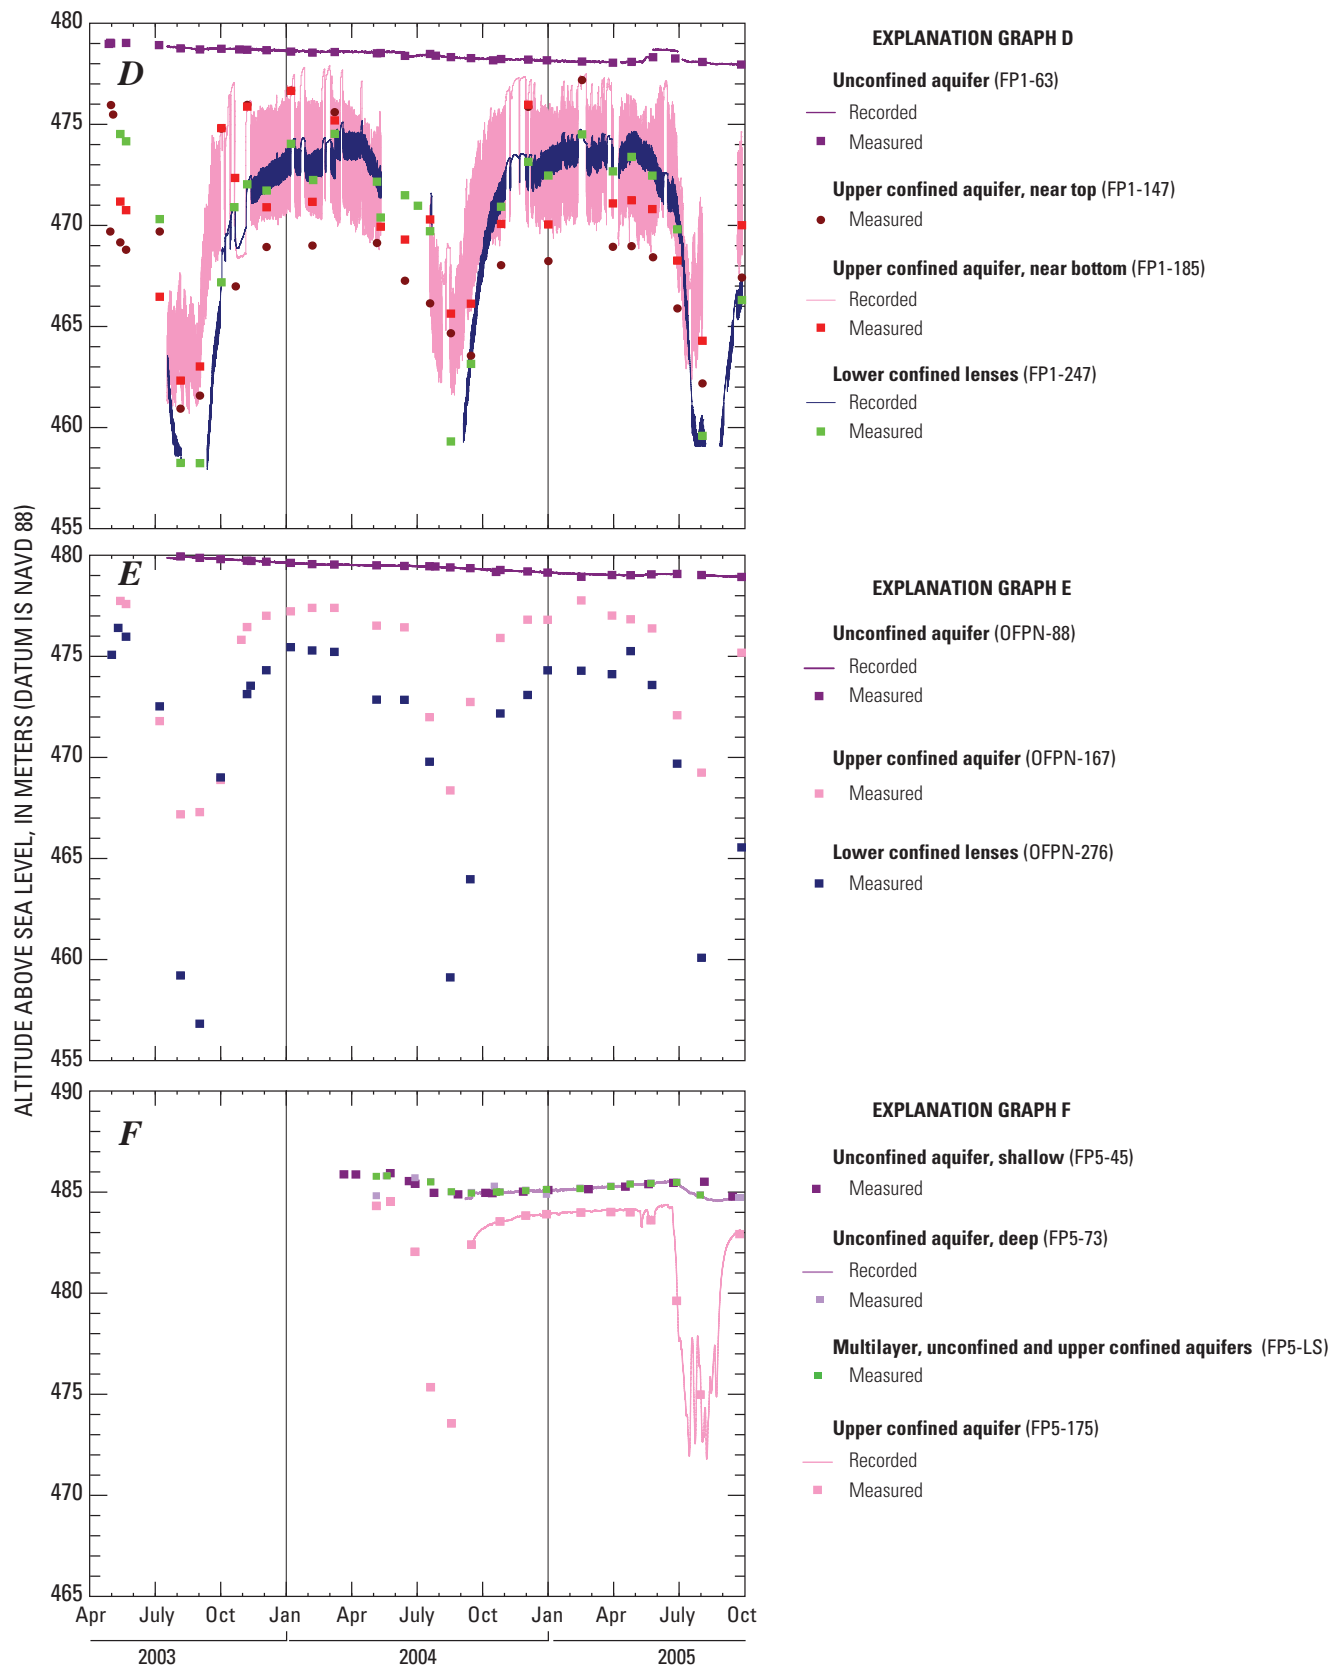 ALTITUDE ABOVE SEA LEVEL, IN METERS (DATUM IS NAVD 88)
D
480
475
470
465
460
455
EXPLANATION GRAPH D
Unconfined aquifer (FP1-63)
Recorded
Measured
Upper confined aquifer, near top (FP1-147)
Measured
Upper confined aquifer, near bottom (FP1-185)
Recorded
Measured
Lower confined lenses (FP1-247)
Recorded
Measured
E
480
475
470
465
460
455
EXPLANATION GRAPH E
Unconfined aquifer (OFPN-88)
Recorded
Measured
Upper confined aquifer (OFPN-167)
Measured
Lower confined lenses (OFPN-276)
Measured
F
490
485
480
475
470
465
EXPLANATION GRAPH F
Unconfined aquifer, shallow (FP5-45)
Measured
Unconfined aquifer, deep (FP5-73)
Recorded
Measured
Multilayer, unconfined and upper confined aquifers (FP5-LS)
Measured
Upper confined aquifer (FP5-175)
Recorded
Measured
Apr July Oct Jan Apr July Oct Jan Apr July Oct
2003 2004 2005